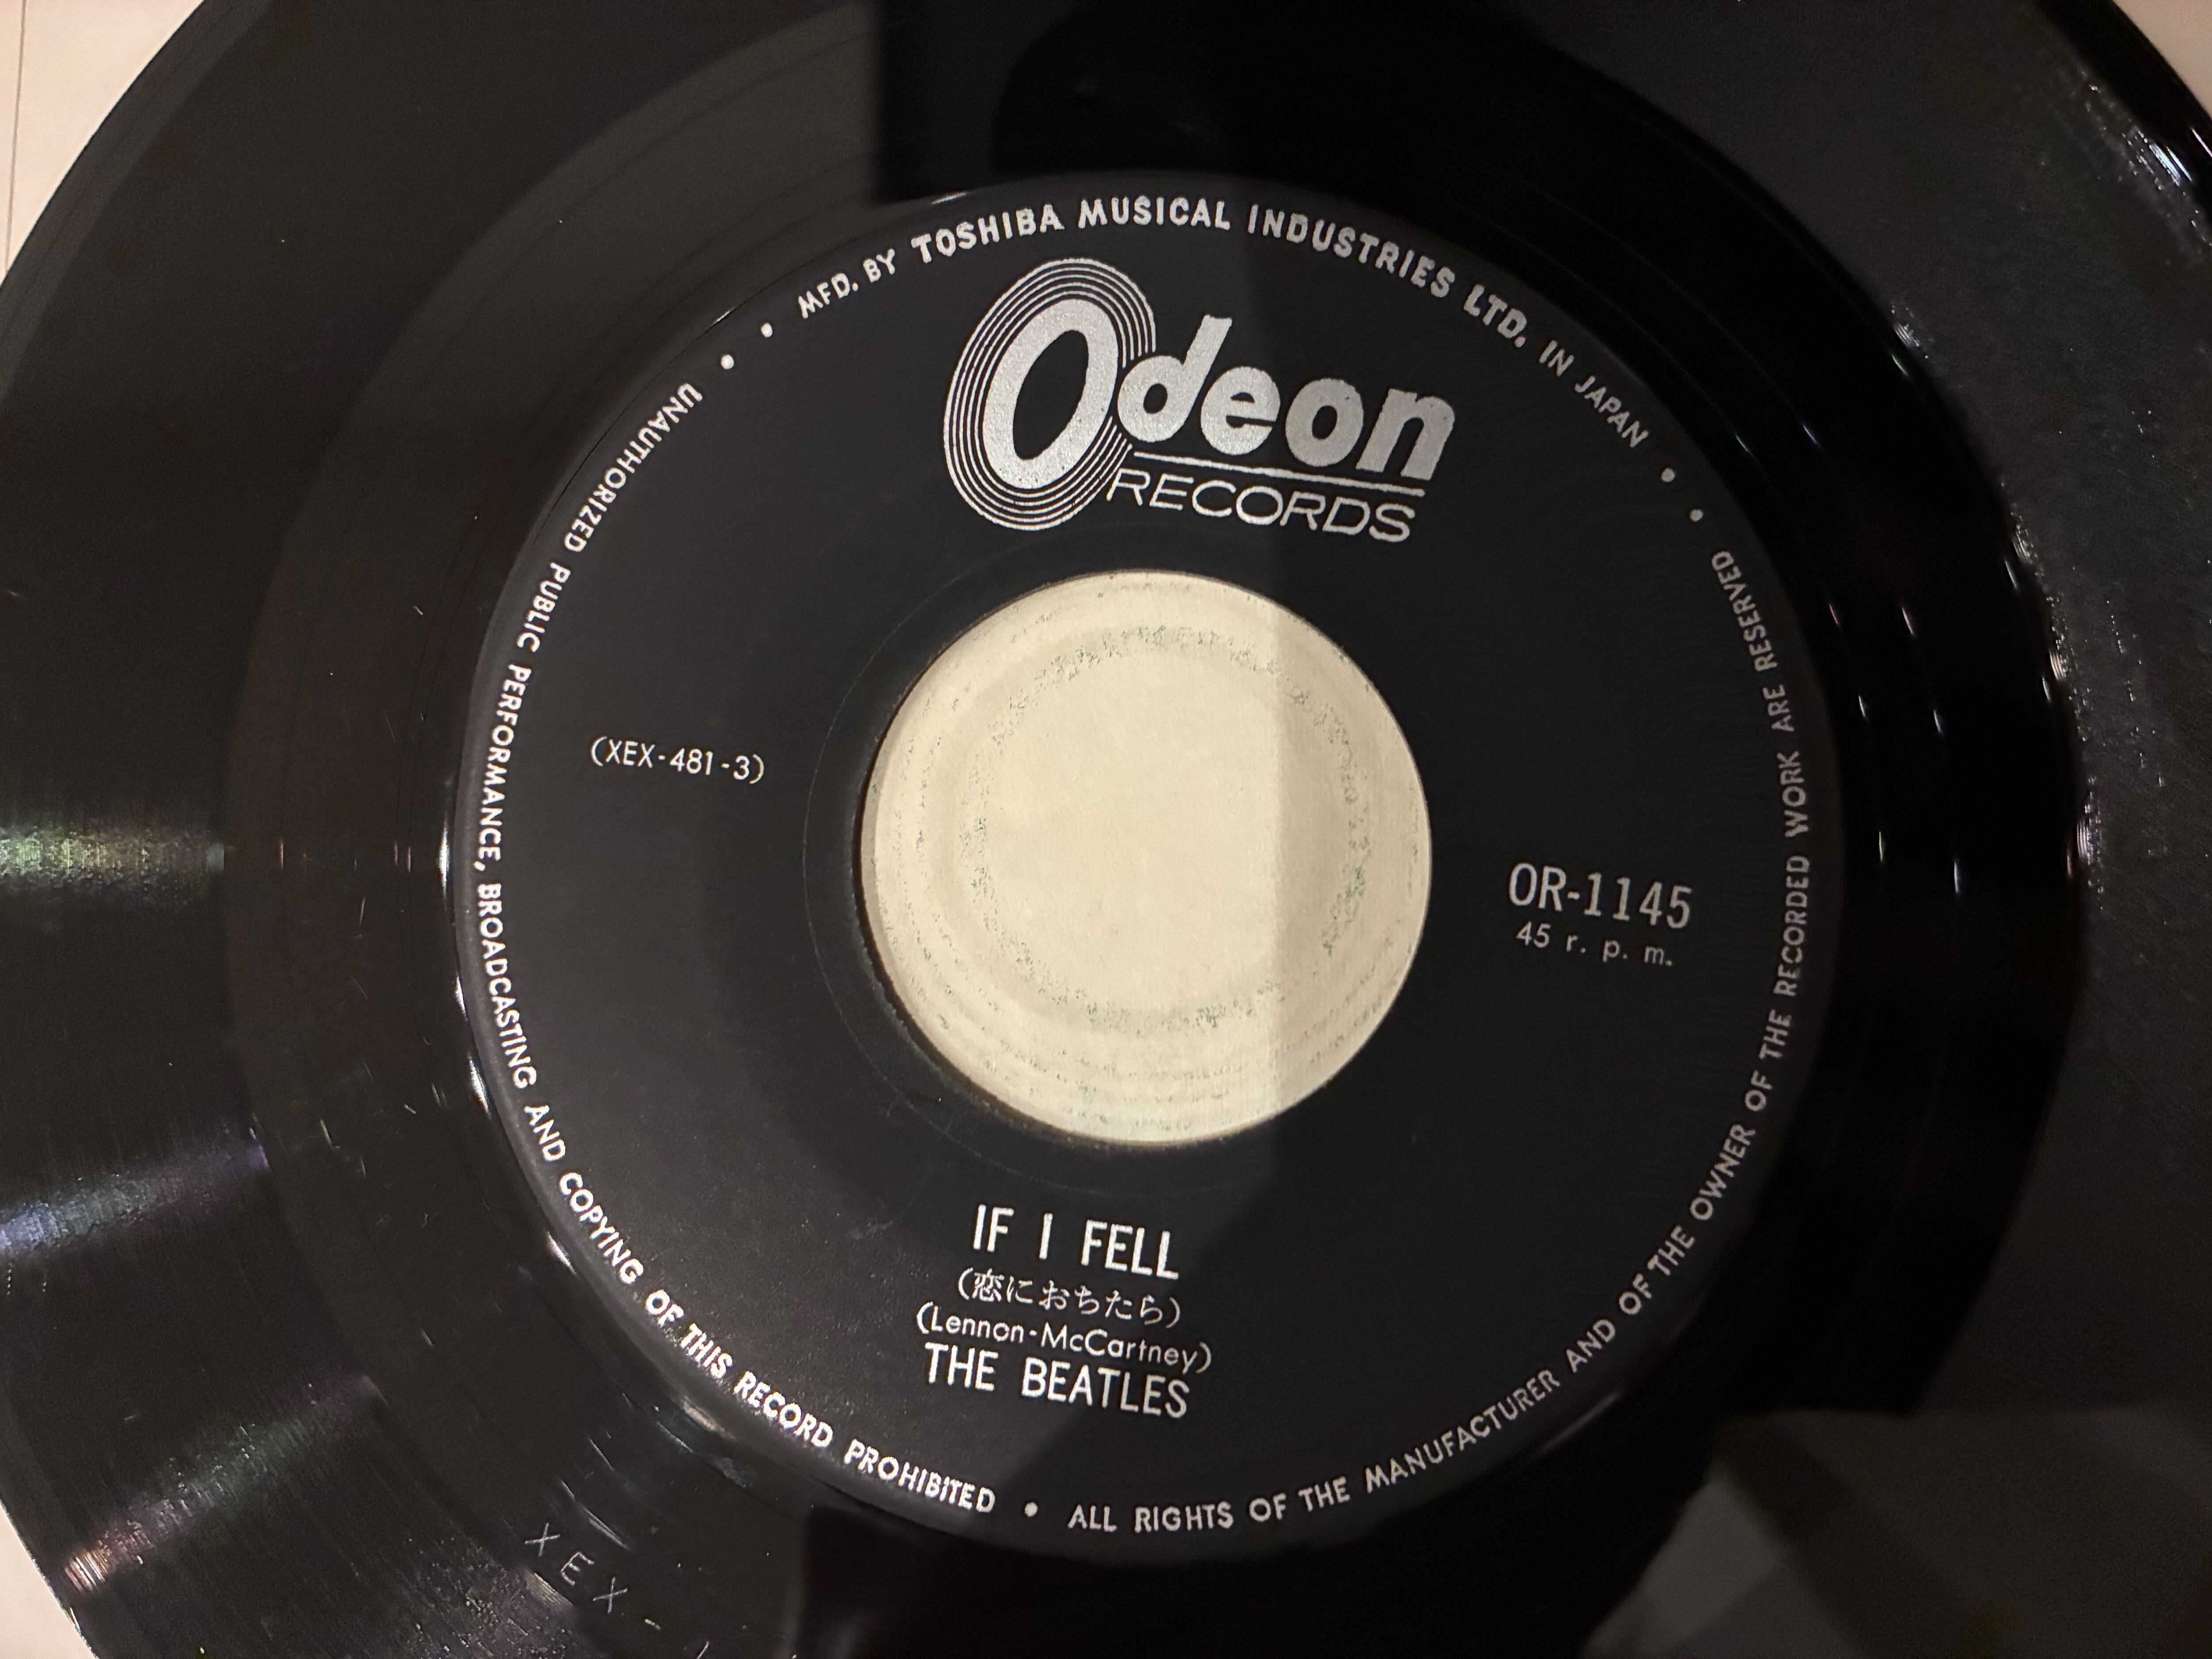 MFD. BY TOSHIBA MUSICAL INDUSTRIES LTD. IN JAPAN
Odeon
RECORDS
(XEX-481-3)
OR-1145
45 r. p. m.
IF I FELL
(恋におちたら)
(Lennon-McCartney)
THE BEATLES
ALL RIGHTS OF THE MANUFACTURER AND OF THE OWNER OF THE RECORDED WORK ARE RESERVED
UNAUTHORIZED PUBLIC PERFORMANCE, BROADCASTING AND COPYING OF THIS RECORD PROHIBITED
XEX-